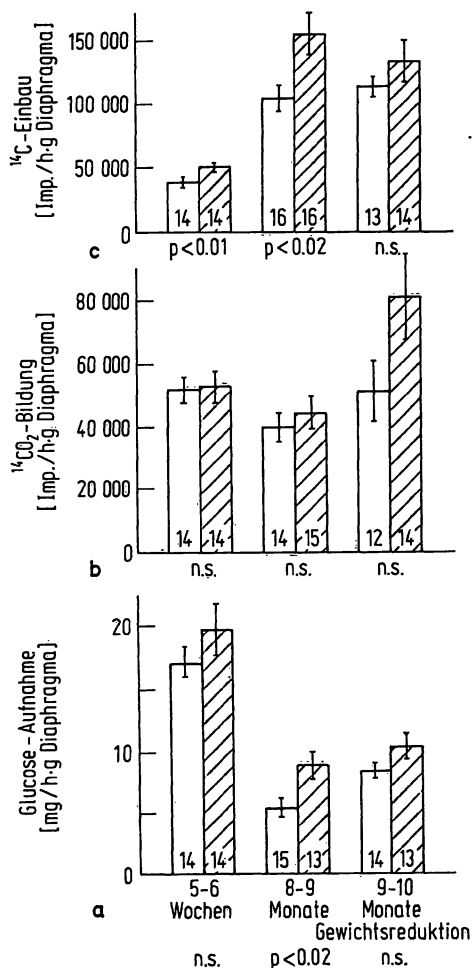 ¹⁴C-Einbau
[Imp./h·g Diaphragma]
150 000
100 000
50 000
0
14 14 16 16 13 14
c p<0.01 p<0.02 n.s.
¹⁴CO₂-Bildung
[Imp./h·g Diaphragma]
80 000
60 000
40 000
20 000
0
14 14 14 15 12 14
b n.s. n.s. n.s.
Glucose-Aufnahme
[mg/h·g Diaphragma]
20
10
0
14 14 15 13 14 13
a
5-6 8-9 9-10
Wochen Monate Monate
Gewichtsreduktion
n.s. p<0.02 n.s.